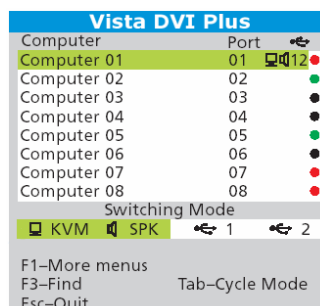 Vista DVI Plus
Computer Port
Computer 01 01 12
Computer 02 02
Computer 03 03
Computer 04 04
Computer 05 05
Computer 06 06
Computer 07 07
Computer 08 08
Switching Mode
KVM SPK 1 2
F1–More menus
F3–Find Tab–Cycle Mode
Esc–Quit